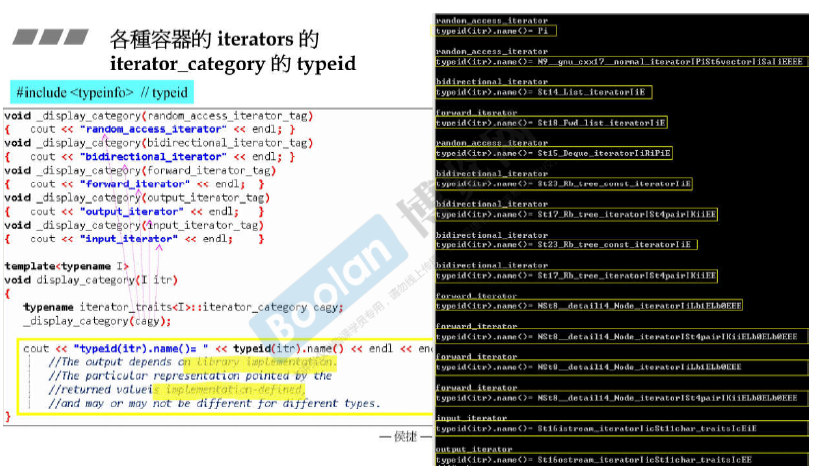 各種容器的 iterators 的
iterator_category 的 typeid
#include <typeinfo>  // typeid
void _display_category(random_access_iterator_tag)
{   cout << "random_access_iterator" << endl; }
void _display_category(bidirectional_iterator_tag)
{   cout << "bidirectional_iterator" << endl; }
void _display_category(forward_iterator_tag)
{   cout << "forward_iterator" << endl;  }
void _display_category(output_iterator_tag)
{   cout << "output_iterator" << endl;   }
void _display_category(input_iterator_tag)
{   cout << "input_iterator" << endl;    }
template<typename I>
void display_category(I itr)
{
typename iterator_traits<I>::iterator_category cagy;
_display_category(cagy);
cout << "typeid(itr).name()= " << typeid(itr).name() << endl << end
//The output depends on library implementation.
//The particular representation pointed by the
//returned valueis implementation-defined,
//and may or may not be different for different types.
}
—侯捷—
Boolan
博览网
random_access_iterator
typeid(itr).name()= Pi
random_access_iterator
typeid(itr).name()= N9__gnu_cxx17__normal_iteratorIPiSt6vectorIiSaIiEEEE
bidirectional_iterator
typeid(itr).name()= St14_List_iteratorIiE
forward_iterator
typeid(itr).name()= St18_Fwd_list_iteratorIiE
random_access_iterator
typeid(itr).name()= St15_Deque_iteratorIiRiPiE
bidirectional_iterator
typeid(itr).name()= St23_Rb_tree_const_iteratorIiE
bidirectional_iterator
typeid(itr).name()= St17_Rb_tree_iteratorISt4pairIKiiEE
bidirectional_iterator
typeid(itr).name()= St23_Rb_tree_const_iteratorIiE
bidirectional_iterator
typeid(itr).name()= St17_Rb_tree_iteratorISt4pairIKiiEE
forward_iterator
typeid(itr).name()= NSt8__detail14_Node_iteratorIiLb1ELb0EEE
forward_iterator
typeid(itr).name()= NSt8__detail14_Node_iteratorISt4pairIKiiELb0ELb0EEE
forward_iterator
typeid(itr).name()= NSt8__detail14_Node_iteratorIiLb1ELb0EEE
forward_iterator
typeid(itr).name()= NSt8__detail14_Node_iteratorISt4pairIKiiELb0ELb0EEE
input_iterator
typeid(itr).name()= St16istream_iteratorIicSt11char_traitsIcEiE
output_iterator
typeid(itr).name()= St16ostream_iteratorIicSt11char_traitsIcEE